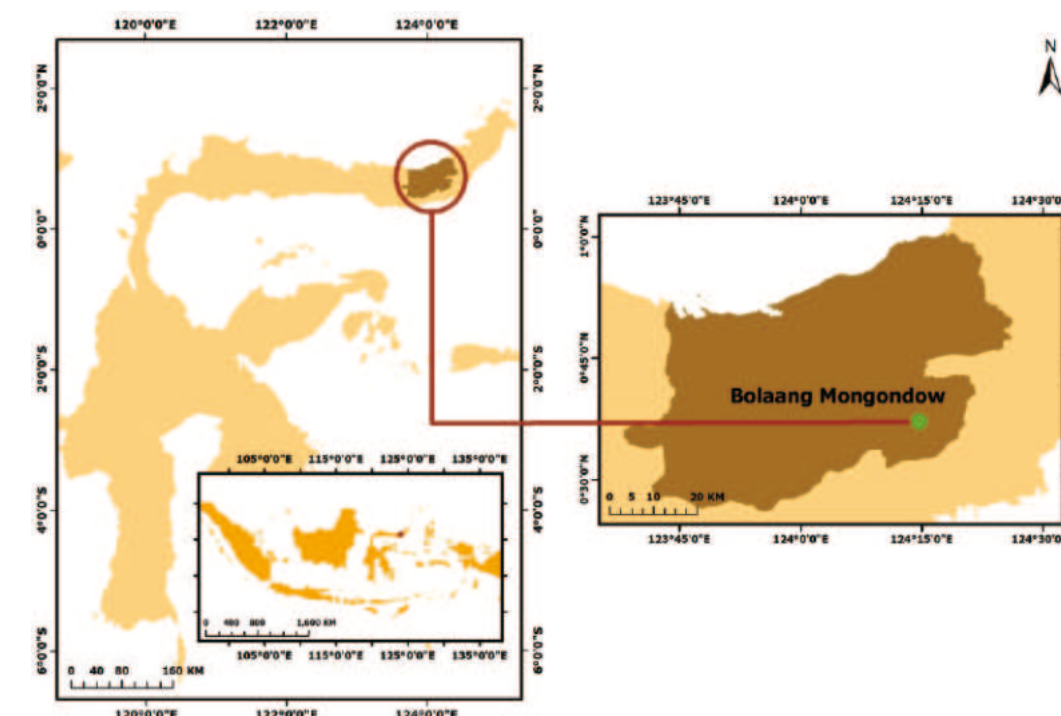 120°0'0"E 122°0'0"E 124°0'0"E
N
2°0'0"N 2°0'0"N
0°0'0" 0°0'0"
2°0'0"S 2°0'0"S
4°0'0"S 4°0'0"S
6°0'0"S 6°0'0"S
105°0'0"E 115°0'0"E 125°0'0"E 135°0'0"E
0 400 800 1,600 KM
105°0'0"E 115°0'0"E 125°0'0"E 135°0'0"E
0 40 80 160 KM
120°0'0"E 122°0'0"E 124°0'0"E
123°45'0"E 124°0'0"E 124°15'0"E 124°30'0
1°0'0"N
0°45'0"N
Bolaang Mongondow
0°30'0"N
0 5 10 20 KM
123°45'0"E 124°0'0"E 124°15'0"E 124°30'0